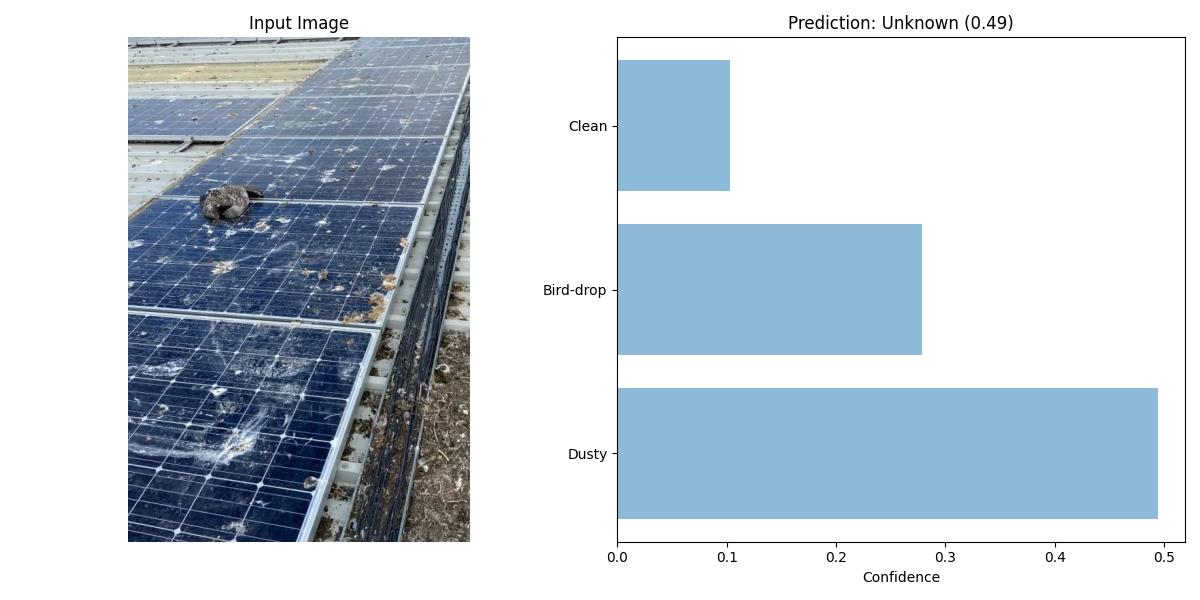 Input Image
Prediction: Unknown (0.49)
Clean
Bird-drop
Dusty
0.0 0.1 0.2 0.3 0.4 0.5
Confidence